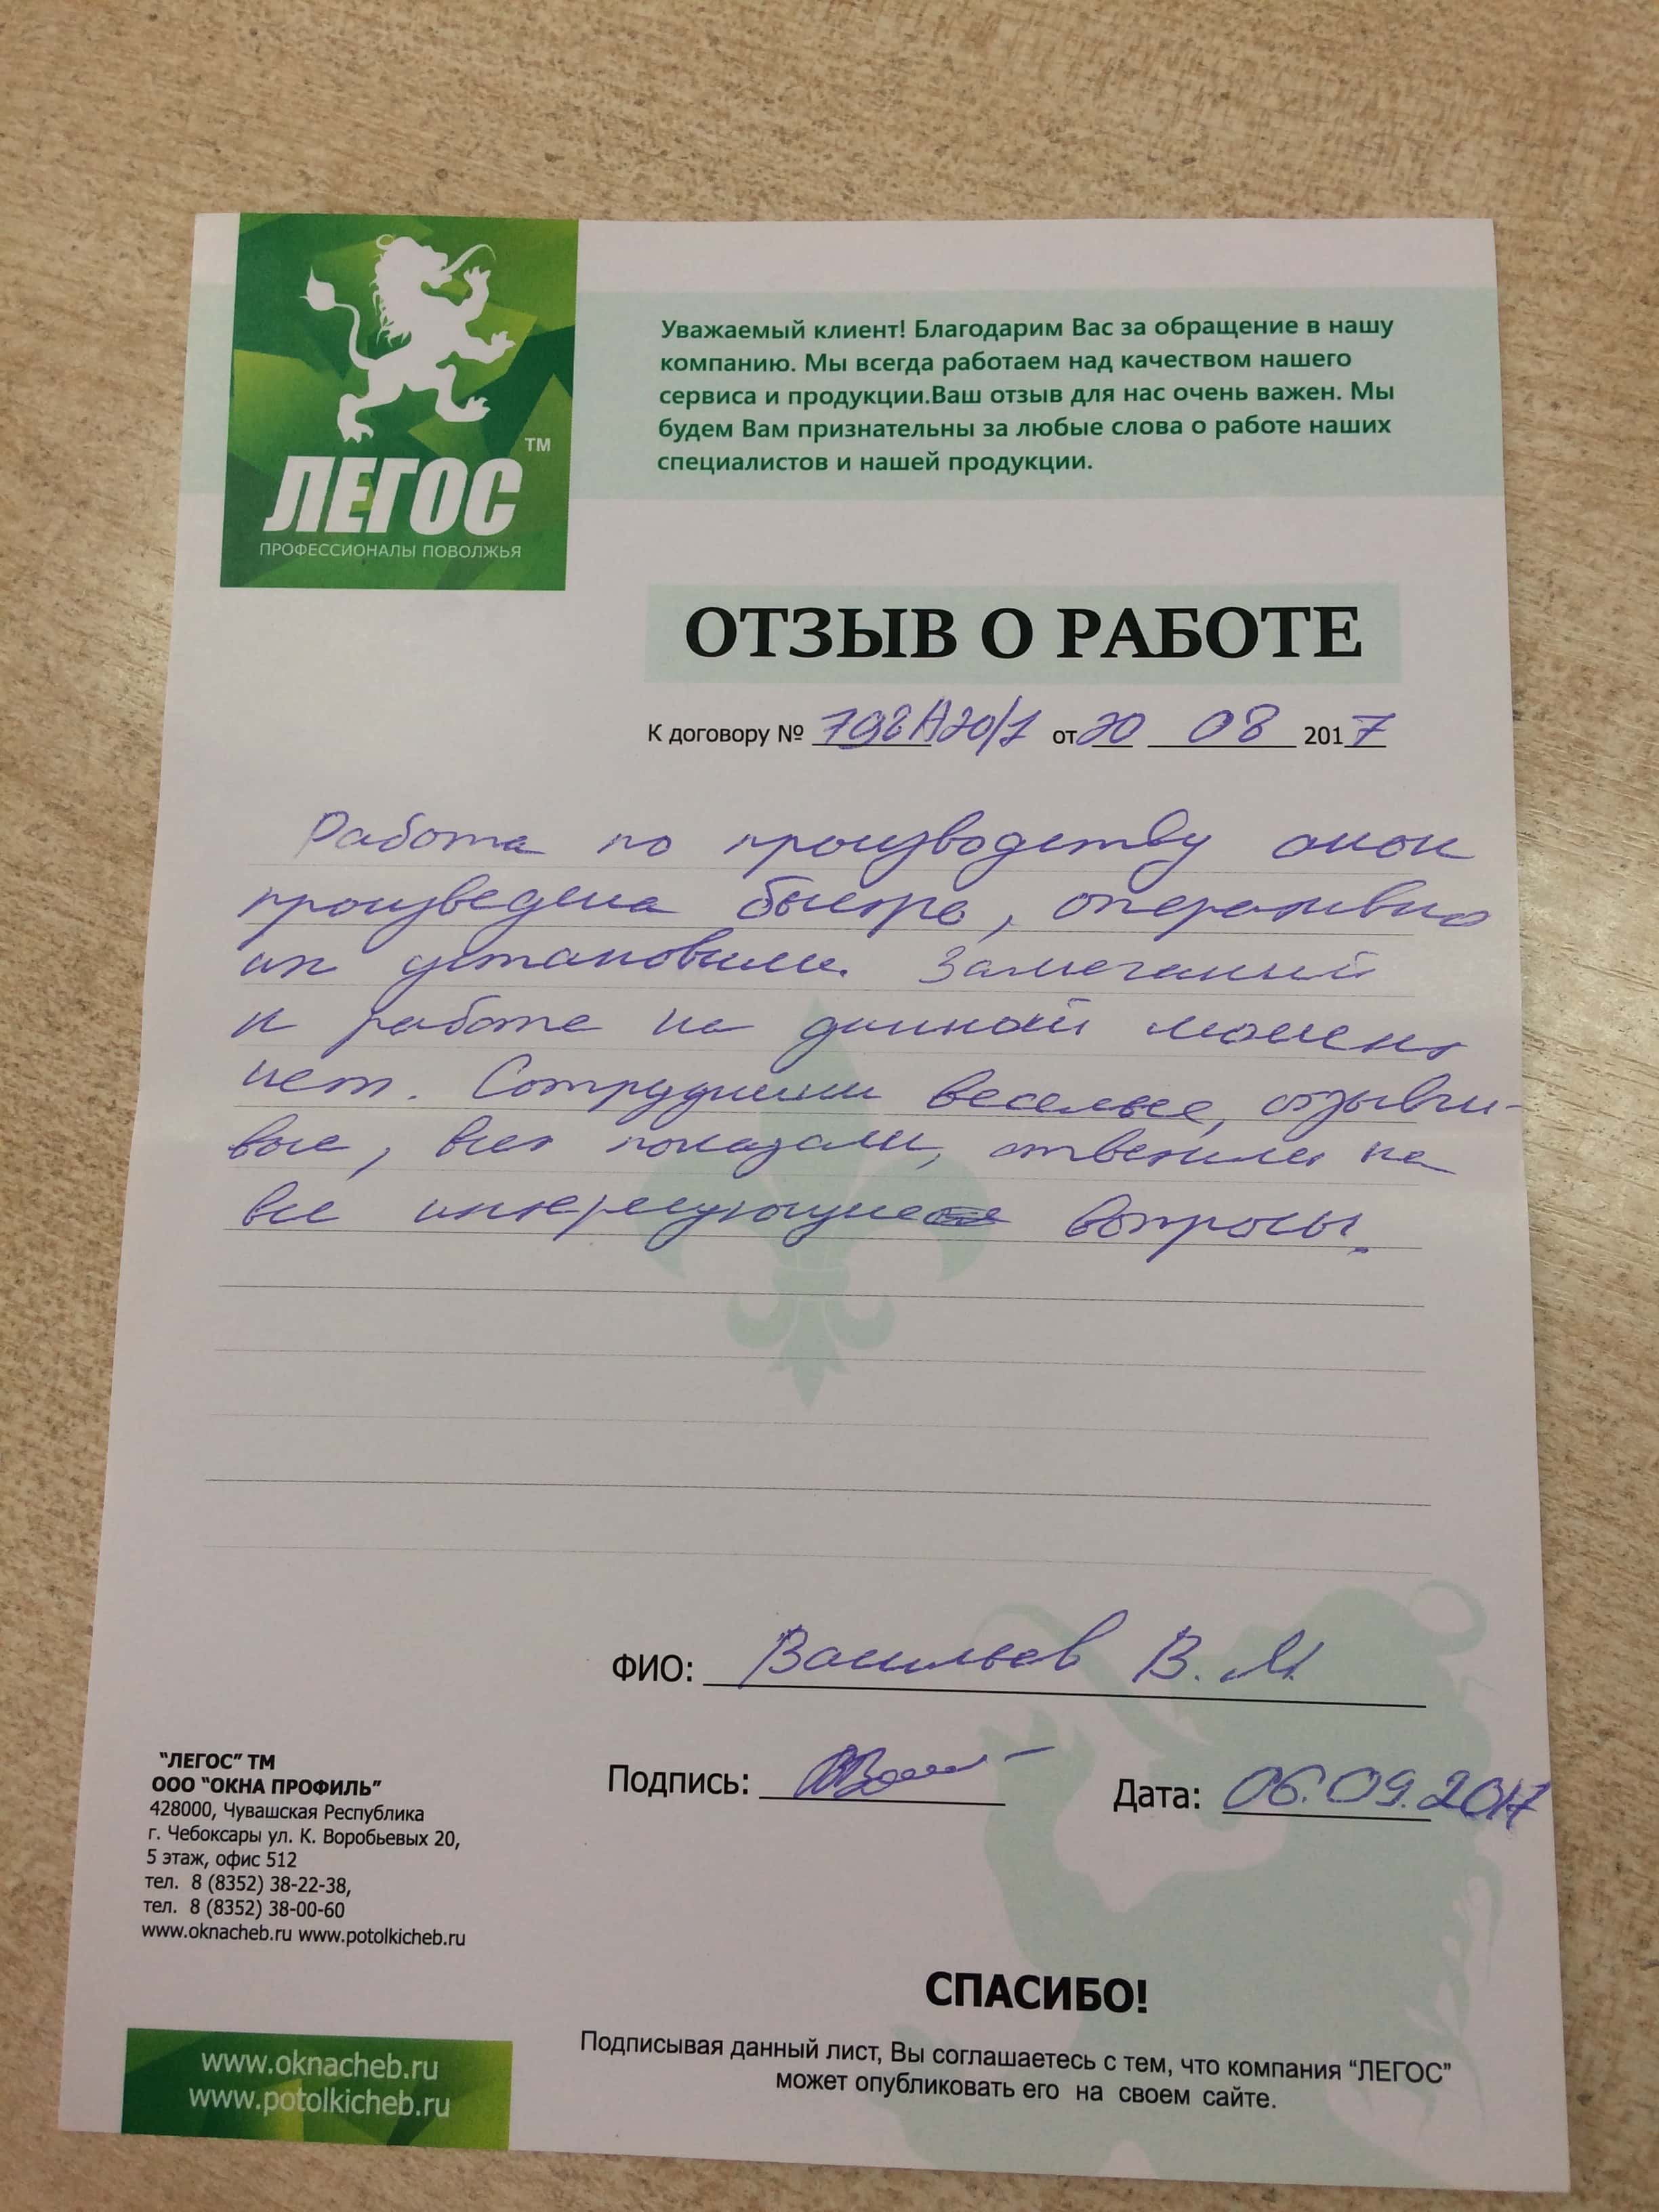 ЛЕГОС TM
ПРОФЕССИОНАЛЫ ПОВОЛЖЬЯ
Уважаемый клиент! Благодарим Вас за обращение в нашу
компанию. Мы всегда работаем над качеством нашего
сервиса и продукции.Ваш отзыв для нас очень важен. Мы
будем Вам признательны за любые слова о работе наших
специалистов и нашей продукции.
ОТЗЫВ О РАБОТЕ
К договору № 798А20/1 от 20 08 2017
Работа по производству окон
произведена быстро, оперативно
их установили. Замечаний
к работе на данный момент
нет. Сотрудники веселые, отзывчи-
вые, все показали, ответили на
все интересующие вопросы.
ФИО: Васильев В. М.
Подпись:
Дата: 06.09.2017
"ЛЕГОС" ТМ
ООО "ОКНА ПРОФИЛЬ"
428000, Чувашская Республика
г. Чебоксары ул. К. Воробьевых 20,
5 этаж, офис 512
тел. 8 (8352) 38-22-38,
тел. 8 (8352) 38-00-60
www.oknacheb.ru www.potolkicheb.ru
СПАСИБО!
Подписывая данный лист, Вы соглашаетесь с тем, что компания "ЛЕГОС"
может опубликовать его на своем сайте.
www.oknacheb.ru
www.potolkicheb.ru